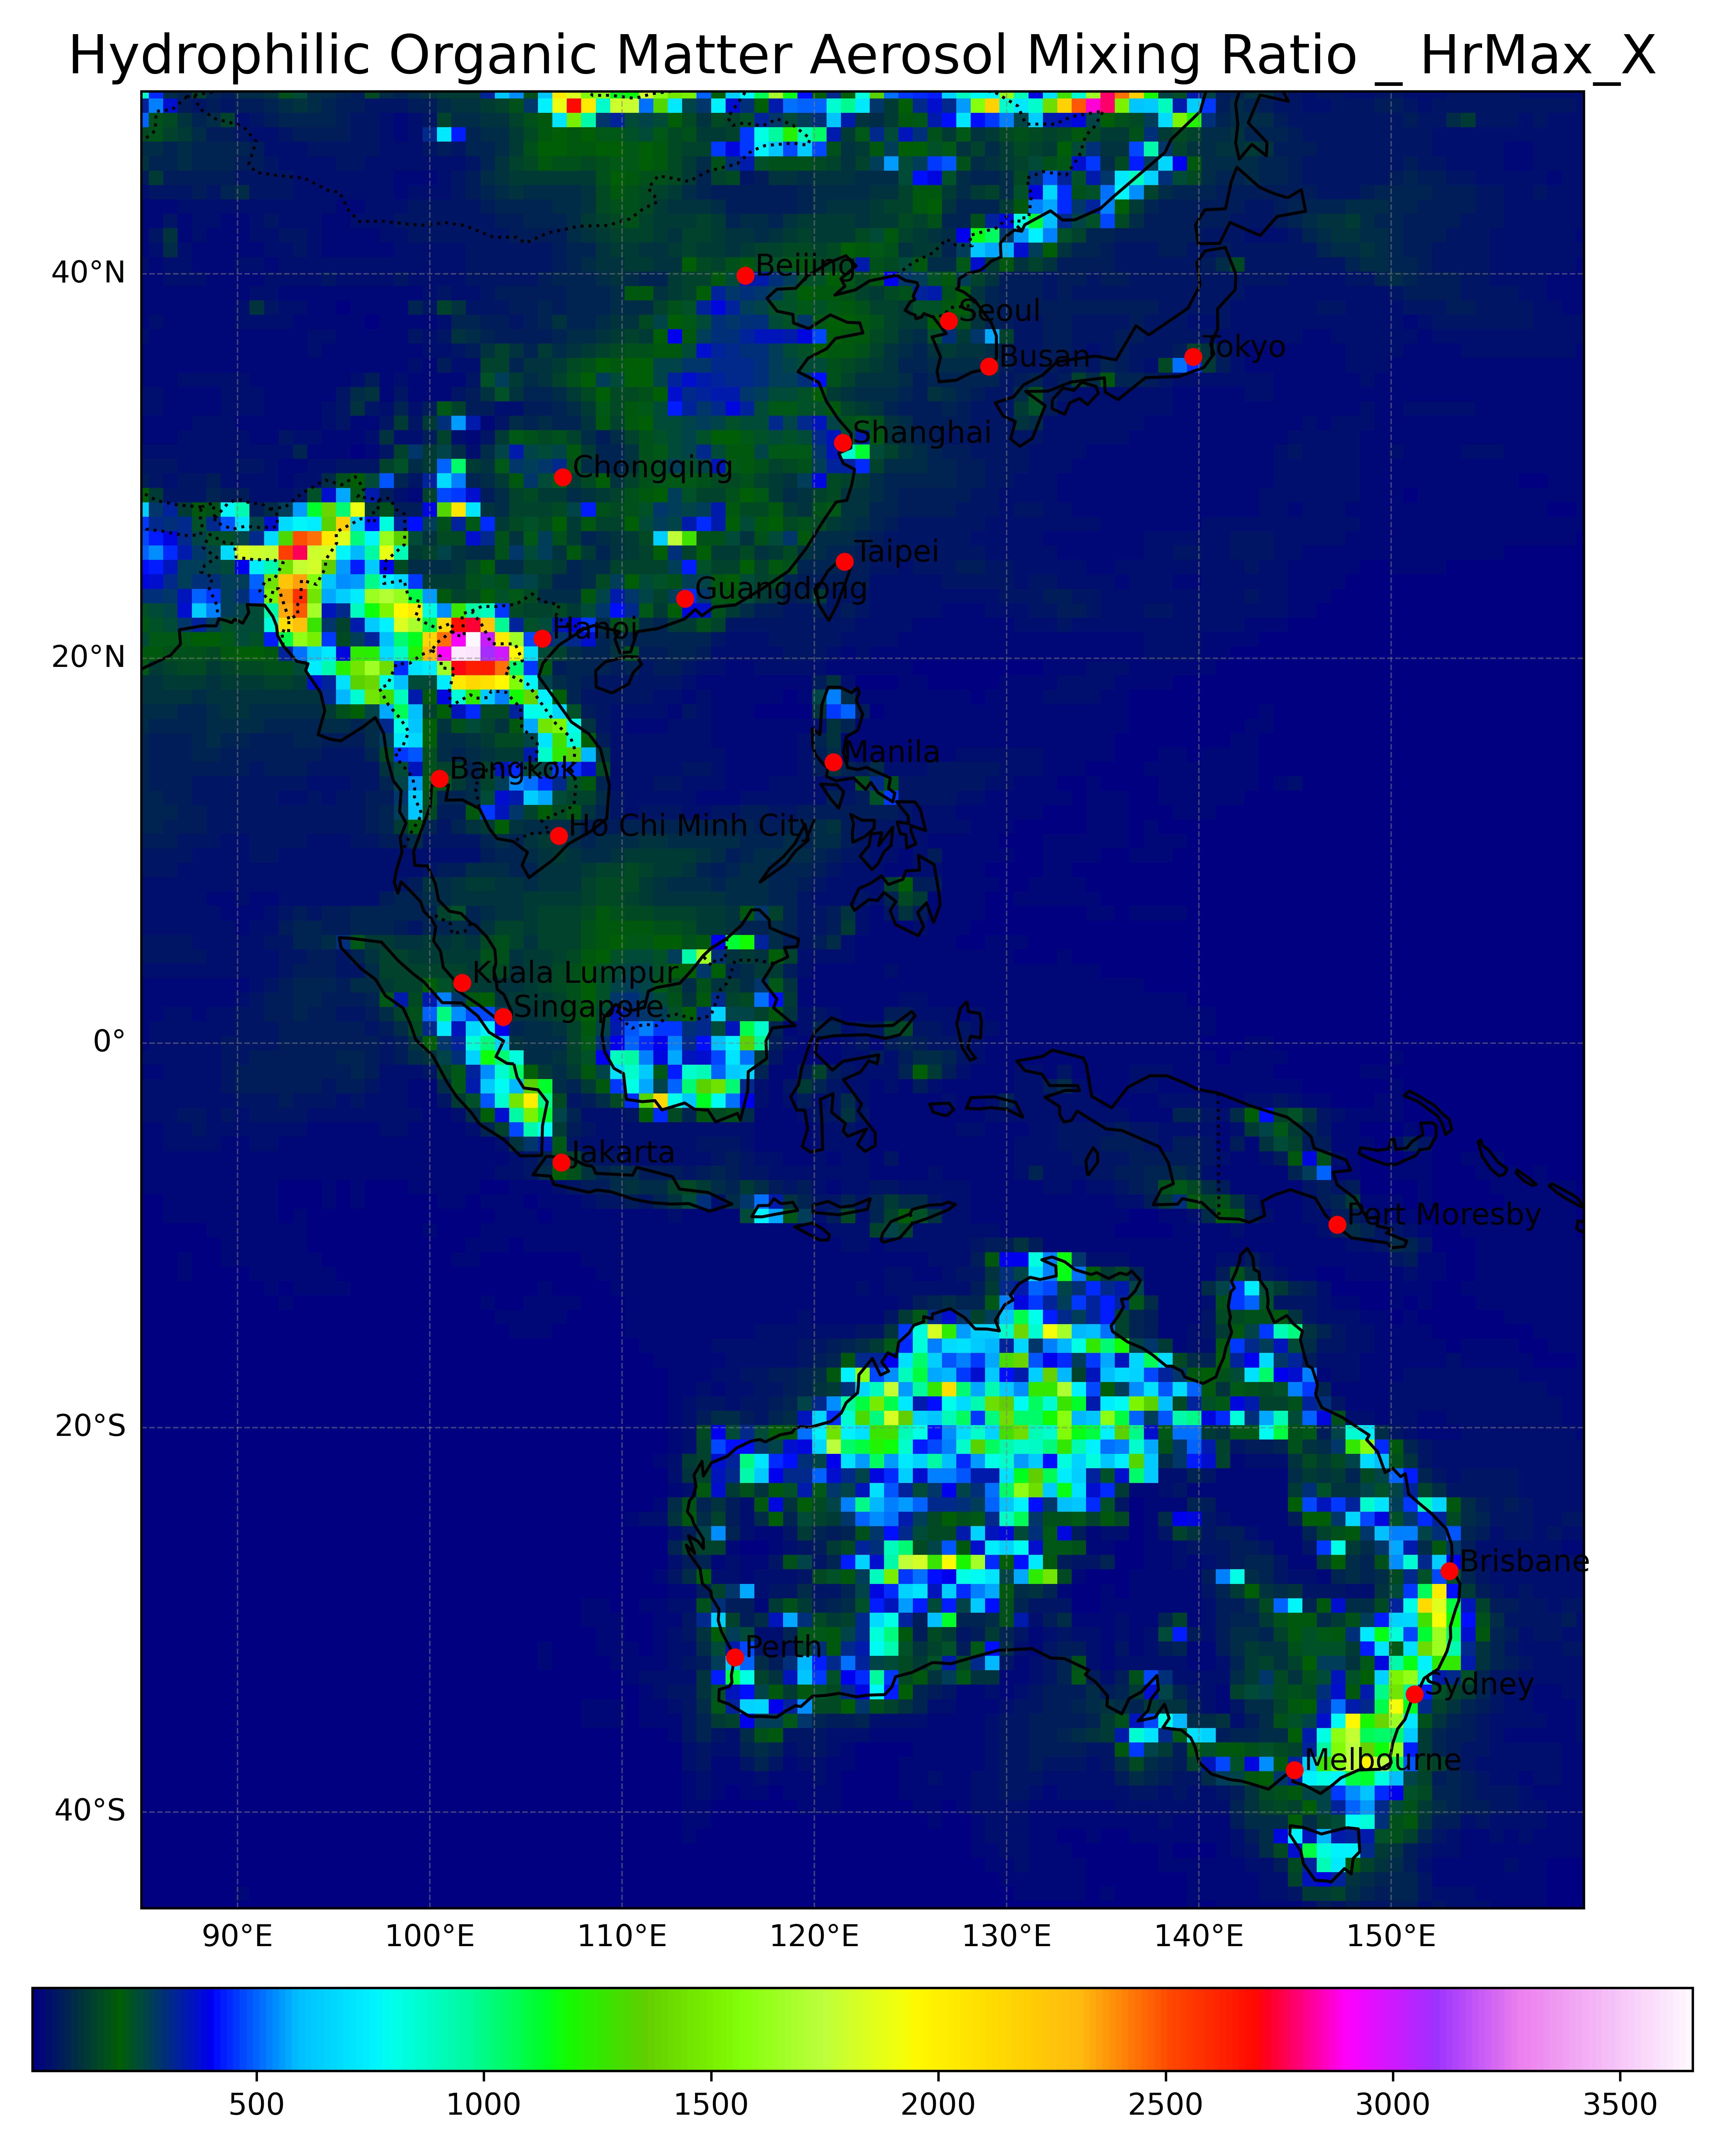 Hydrophilic Organic Matter Aerosol Mixing Ratio _ HrMax_X
40°N
20°N
0°
20°S
40°S
Beijing
Seoul
Busan
Tokyo
Shanghai
Chongqing
Taipei
Guangdong
Hanoi
Manila
Bangkok
Ho Chi Minh City
Kuala Lumpur
Singapore
Jakarta
Port Moresby
Brisbane
Perth
Sydney
Melbourne
90°E 100°E 110°E 120°E 130°E 140°E 150°E
500 1000 1500 2000 2500 3000 3500